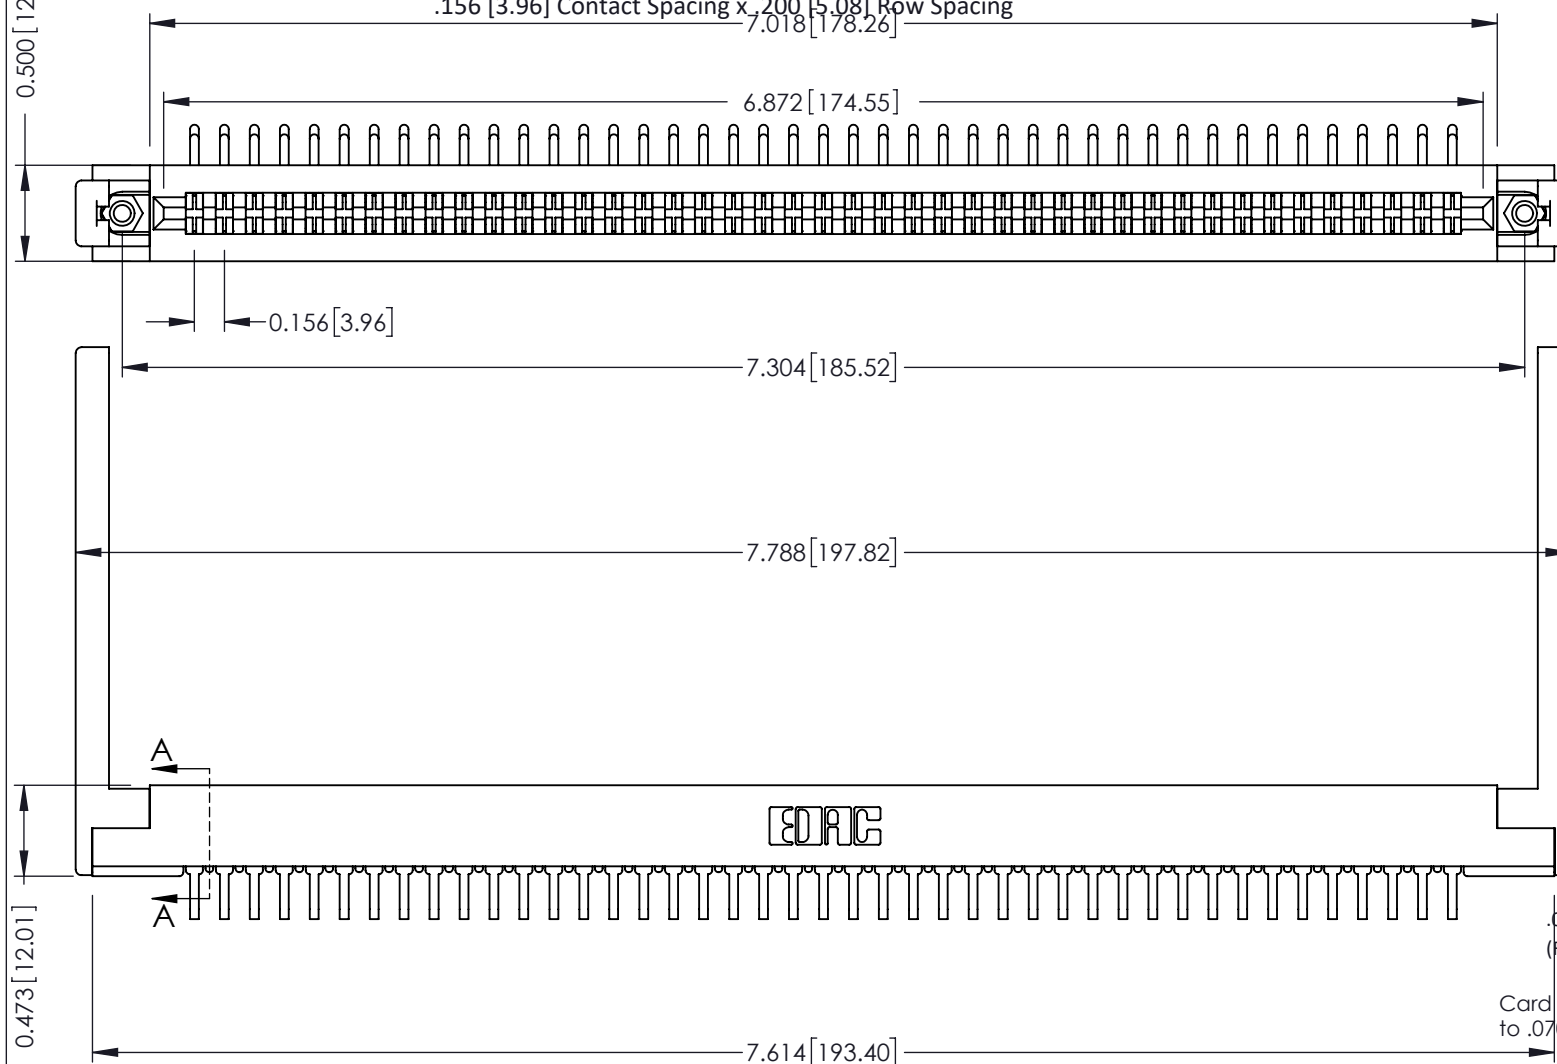 .156 [3.96] Contact Spacing x .200 [5.08] Row Spacing
7.018[178.26]
0.500[12
6.872[174.55]
0.156[3.96]
7.304[185.52]
7.788[197.82]
A
EDAC
A
0.473[12.01]
Card
to .07
7.614[193.40]